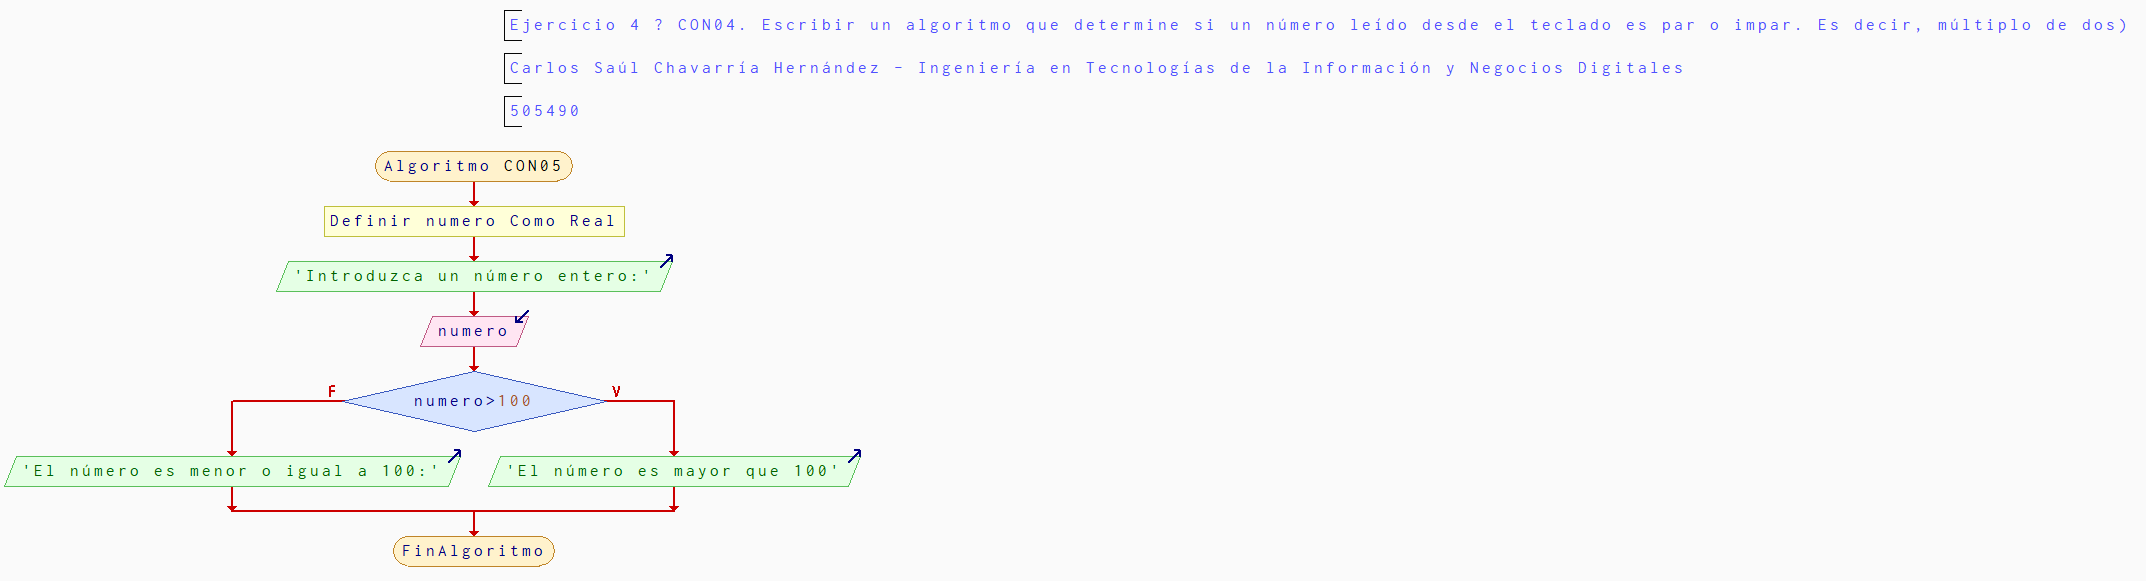 Ejercicio 4 ? CON04. Escribir un algoritmo que determine si un número leído desde el teclado es par o impar. Es decir, múltiplo de dos)
Carlos Saúl Chavarría Hernández – Ingeniería en Tecnologías de la Información y Negocios Digitales
505490
Algoritmo CON05
Definir numero Como Real
'Introduzca un número entero:'
numero
F
V
numero>100
'El número es menor o igual a 100:'
'El número es mayor que 100'
FinAlgoritmo